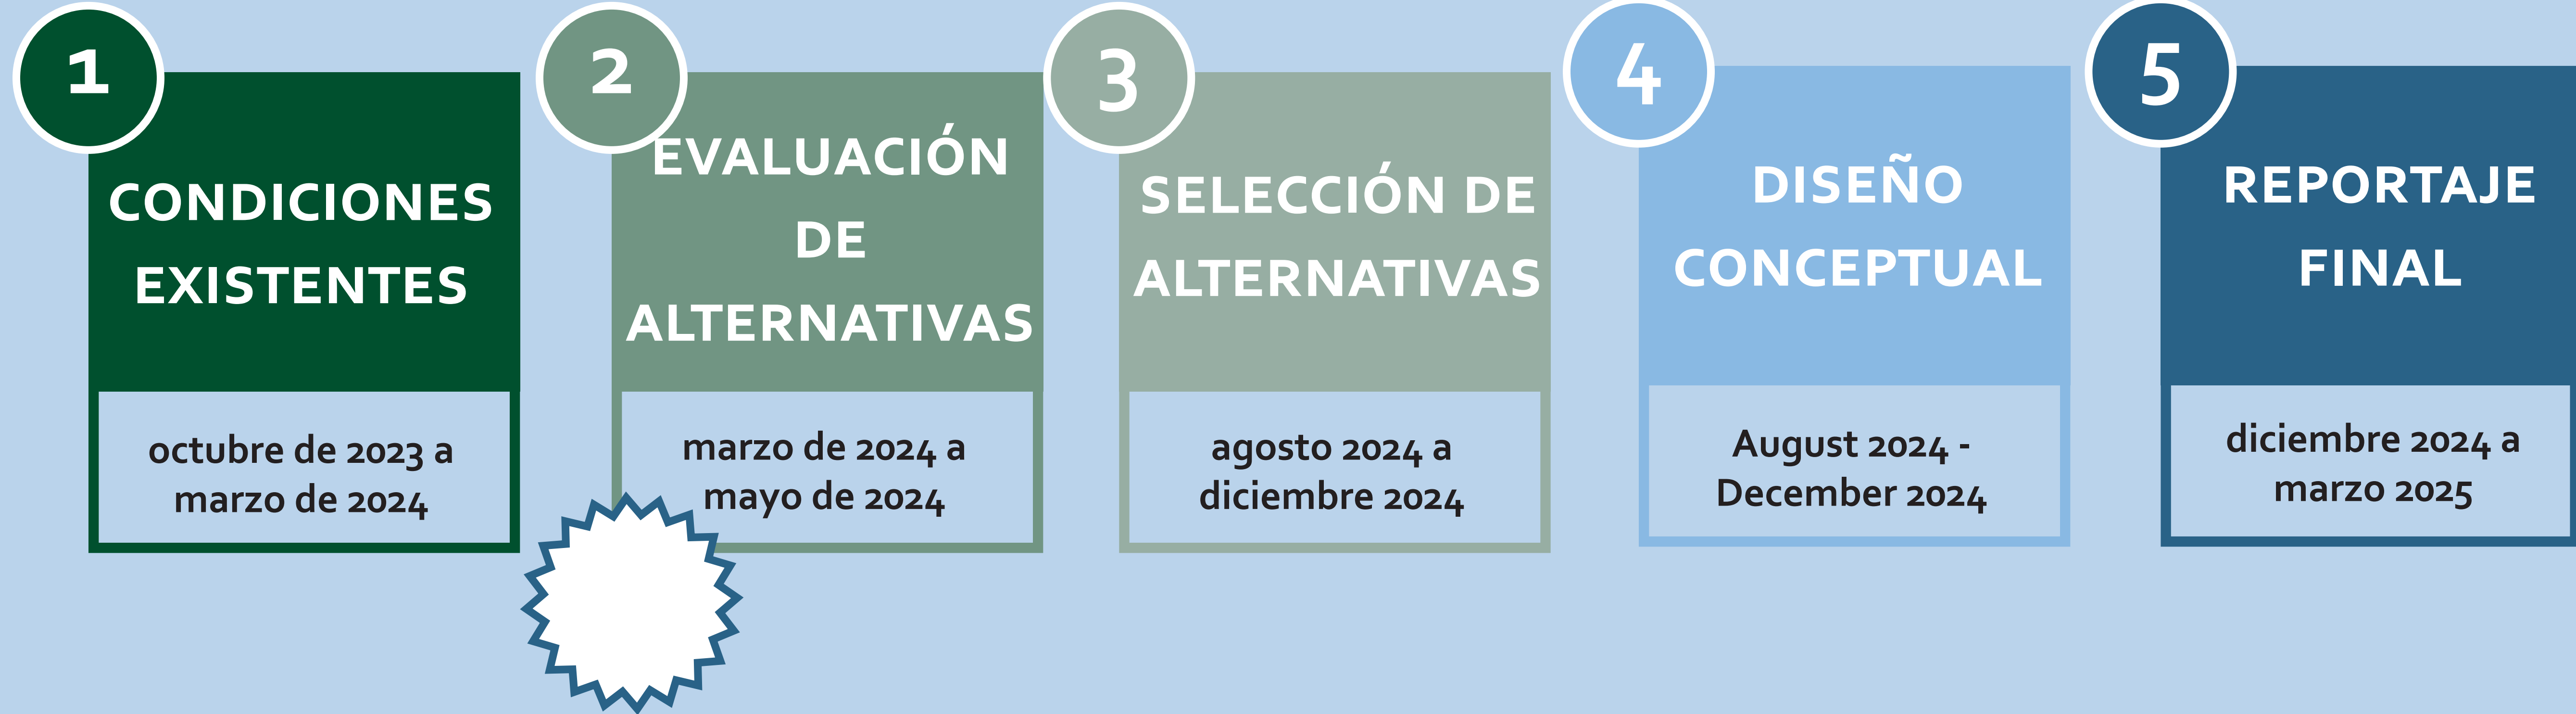 1
CONDICIONES
EXISTENTES
octubre de 2023 a
marzo de 2024
2
EVALUACIÓN
DE
ALTERNATIVAS
marzo de 2024 a
mayo de 2024
3
SELECCIÓN DE
ALTERNATIVAS
agosto 2024 a
diciembre 2024
4
DISEÑO
CONCEPTUAL
August 2024 -
December 2024
5
REPORTAJE
FINAL
diciembre 2024 a
marzo 2025